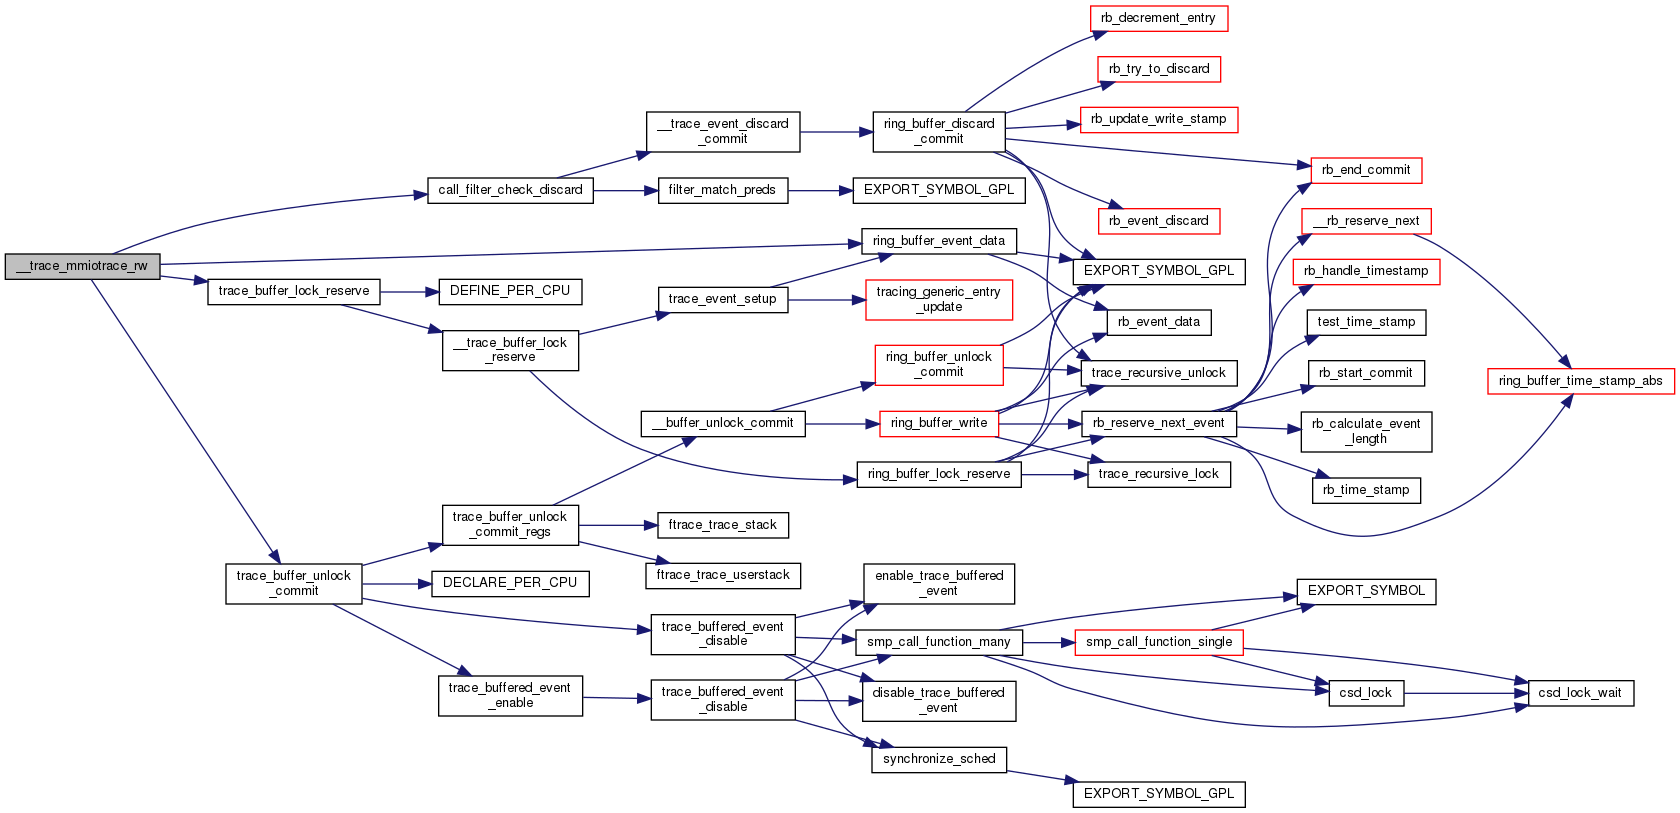 __trace_mmiotrace_rw
call_filter_check_discard
trace_buffer_lock_reserve
trace_buffer_unlock
_commit
__trace_event_discard
_commit
filter_match_preds
DEFINE_PER_CPU
__trace_buffer_lock
_reserve
trace_buffer_unlock
_commit_regs
DECLARE_PER_CPU
trace_buffered_event
_enable
trace_event_setup
__buffer_unlock_commit
ftrace_trace_stack
ftrace_trace_userstack
trace_buffered_event
_disable
trace_buffered_event
_disable
ring_buffer_discard
_commit
EXPORT_SYMBOL_GPL
ring_buffer_event_data
tracing_generic_entry
_update
ring_buffer_unlock
_commit
ring_buffer_write
ring_buffer_lock_reserve
enable_trace_buffered
_event
smp_call_function_many
disable_trace_buffered
_event
synchronize_sched
rb_decrement_entry
rb_try_to_discard
rb_update_write_stamp
rb_event_discard
EXPORT_SYMBOL_GPL
rb_event_data
trace_recursive_unlock
rb_reserve_next_event
trace_recursive_lock
smp_call_function_single
EXPORT_SYMBOL_GPL
rb_end_commit
__rb_reserve_next
rb_handle_timestamp
test_time_stamp
rb_start_commit
rb_calculate_event
_length
rb_time_stamp
EXPORT_SYMBOL
csd_lock
ring_buffer_time_stamp_abs
csd_lock_wait